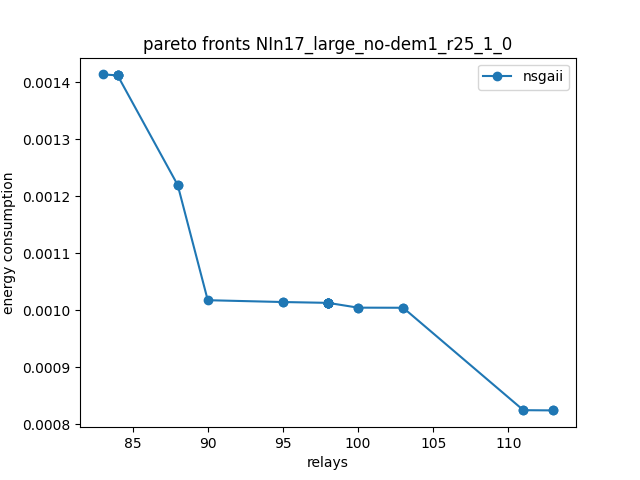 pareto fronts NIn17_large_no-dem1_r25_1_0
nsgaii
energy consumption
0.0014
0.0013
0.0012
0.0011
0.0010
0.0009
0.0008
85 90 95 100 105 110
relays